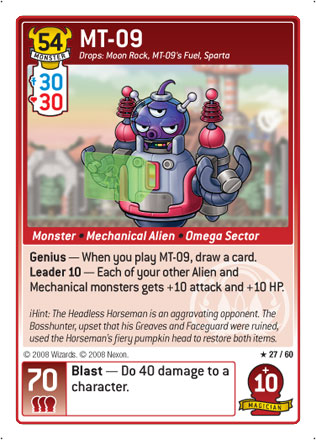 54
MONSTER
MT-09
Drops: Moon Rock, MT-09's Fuel, Sparta
30
30
Monster • Mechanical Alien • Omega Sector
Genius — When you play MT-09, draw a card.
Leader 10 — Each of your other Alien and
Mechanical monsters gets +10 attack and +10 HP.
iHint: The Headless Horseman is an aggravating opponent. The
Bosshunter, upset that his Greaves and Faceguard were ruined,
used the Horseman's fiery pumpkin head to restore both items.
© 2008 Wizards. © 2008 Nexon.
★ 27 / 60
70
Blast — Do 40 damage to a
character.
+
10
MAGICIAN